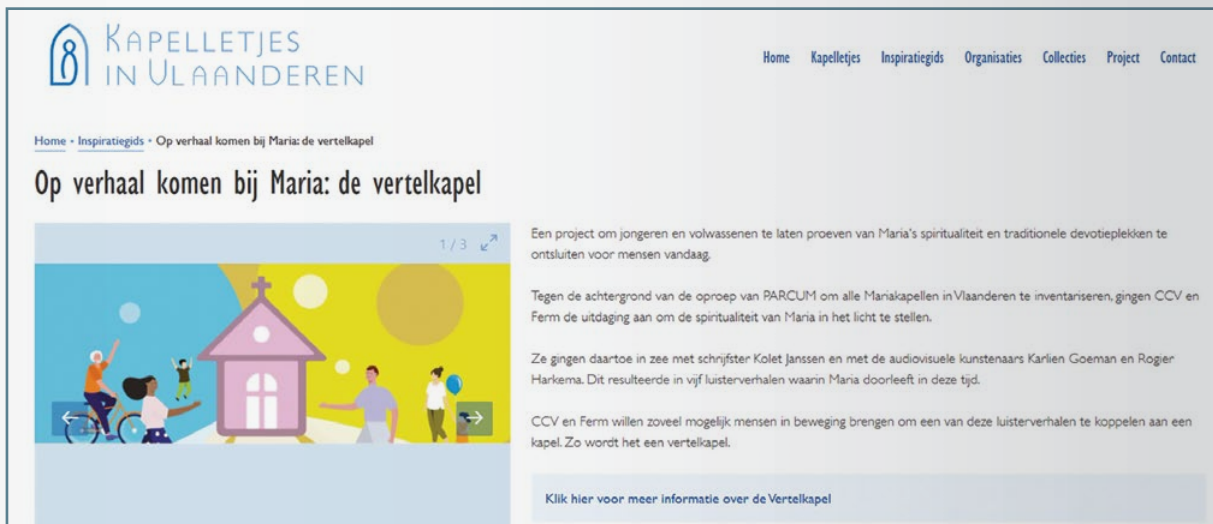 KAPELLETJES
IN VLAANDEREN
Home Kapelletjes Inspiratiegids Organisaties Collecties Project Contact
Home • Inspiratiegids • Op verhaal komen bij Maria: de vertelkapel
Op verhaal komen bij Maria: de vertelkapel
1 / 3
Een project om jongeren en volwassenen te laten proeven van Maria's spiritualiteit en traditionele devotieplekken te
ontsluiten voor mensen vandaag.
Tegen de achtergrond van de oproep van PARCUM om alle Mariakapellen in Vlaanderen te inventariseren, gingen CCV en
Ferm de uitdaging aan om de spiritualiteit van Maria in het licht te stellen.
Ze gingen daartoe in zee met schrijfster Kolet Janssen en met de audiovisuele kunstenaars Karlien Goeman en Rogier
Harkema. Dit resulteerde in vijf luisterverhalen waarin Maria doorleeft in deze tijd.
CCV en Ferm willen zoveel mogelijk mensen in beweging brengen om een van deze luisterverhalen te koppelen aan een
kapel. Zo wordt het een vertelkapel.
Klik hier voor meer informatie over de Vertelkapel